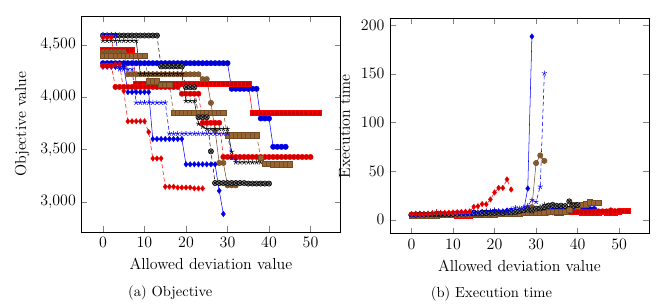 4,500
4,000
3,500
3,000
0 10 20 30 40 50
Objective value
Allowed deviation value
(a) Objective
200
150
100
50
0
0 10 20 30 40 50
Execution time
Allowed deviation value
(b) Execution time